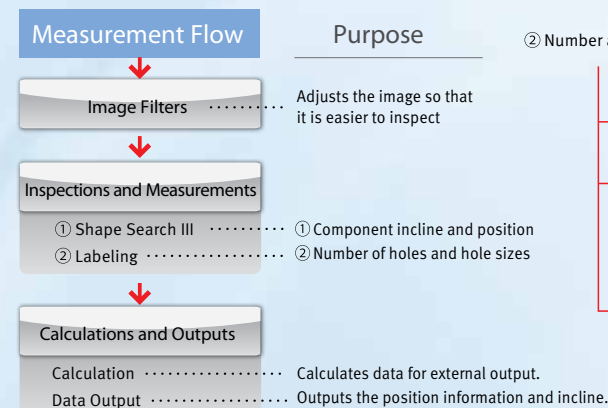 Measurement Flow
Purpose
② Number
Image Filters ·········· Adjusts the image so that
it is easier to inspect
Inspections and Measurements
① Shape Search III ·········· ① Component incline and position
② Labeling ·················· ② Number of holes and hole sizes
Calculations and Outputs
Calculation ·················· Calculates data for external output.
Data Output ·················· Outputs the position information and incline.